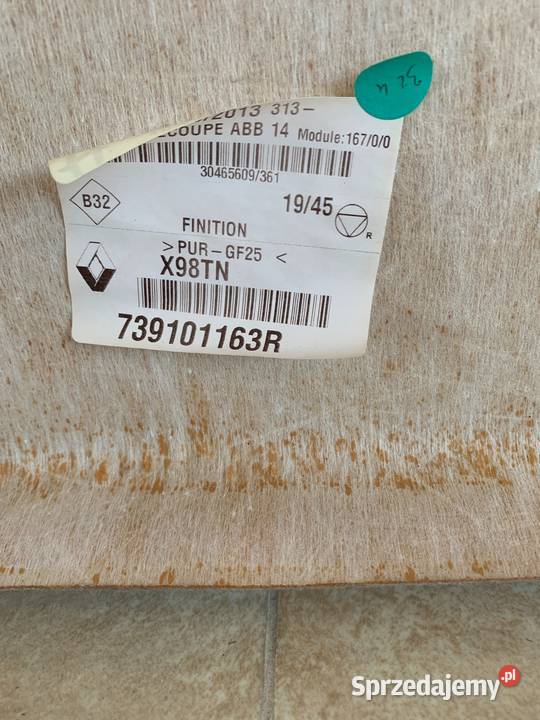 /2013 313-
ECOUPE ABB 14 Module:167/0/0
30465609/361
B32
19/45
R
FINITION
>PUR-GF25 <
X98TN
739101163R
Sprzedajemy.pl